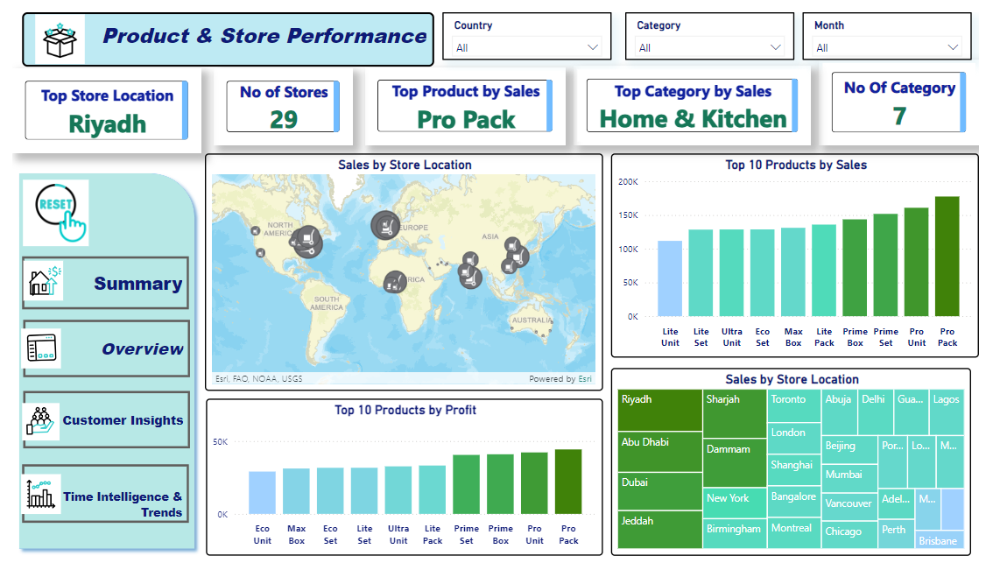 Product & Store Performance
Country
All
Category
All
Month
All
Top Store Location
Riyadh
No of Stores
29
Top Product by Sales
Pro Pack
Top Category by Sales
Home & Kitchen
No Of Category
7
RESET
Summary
Overview
Customer Insights
Time Intelligence &
Trends
Sales by Store Location
NORTH
AMERIC
EUROPE
ASIA
RICA
SOUTH
AMERICA
AUSTRALIA
Esri, FAO, NOAA, USGS
Powered by Esri
Top 10 Products by Sales
200K
150K
100K
50K
0K
Lite Unit
Lite Set
Ultra Unit
Eco Set
Max Box
Lite Pack
Prime Box
Prime Set
Pro Unit
Pro Pack
Top 10 Products by Profit
50K
0K
Eco Unit
Max Box
Eco Set
Lite Set
Ultra Unit
Lite Pack
Prime Set
Prime Box
Pro Unit
Pro Pack
Sales by Store Location
Riyadh
Abu Dhabi
Dubai
Jeddah
Sharjah
Dammam
New York
Birmingham
Toronto
London
Shanghai
Bangalore
Montreal
Abuja
Delhi
Gua...
Lagos
Beijing
Mumbai
Vancouver
Chicago
Por...
Lo...
M...
Adel...
Perth
M...
Brisbane